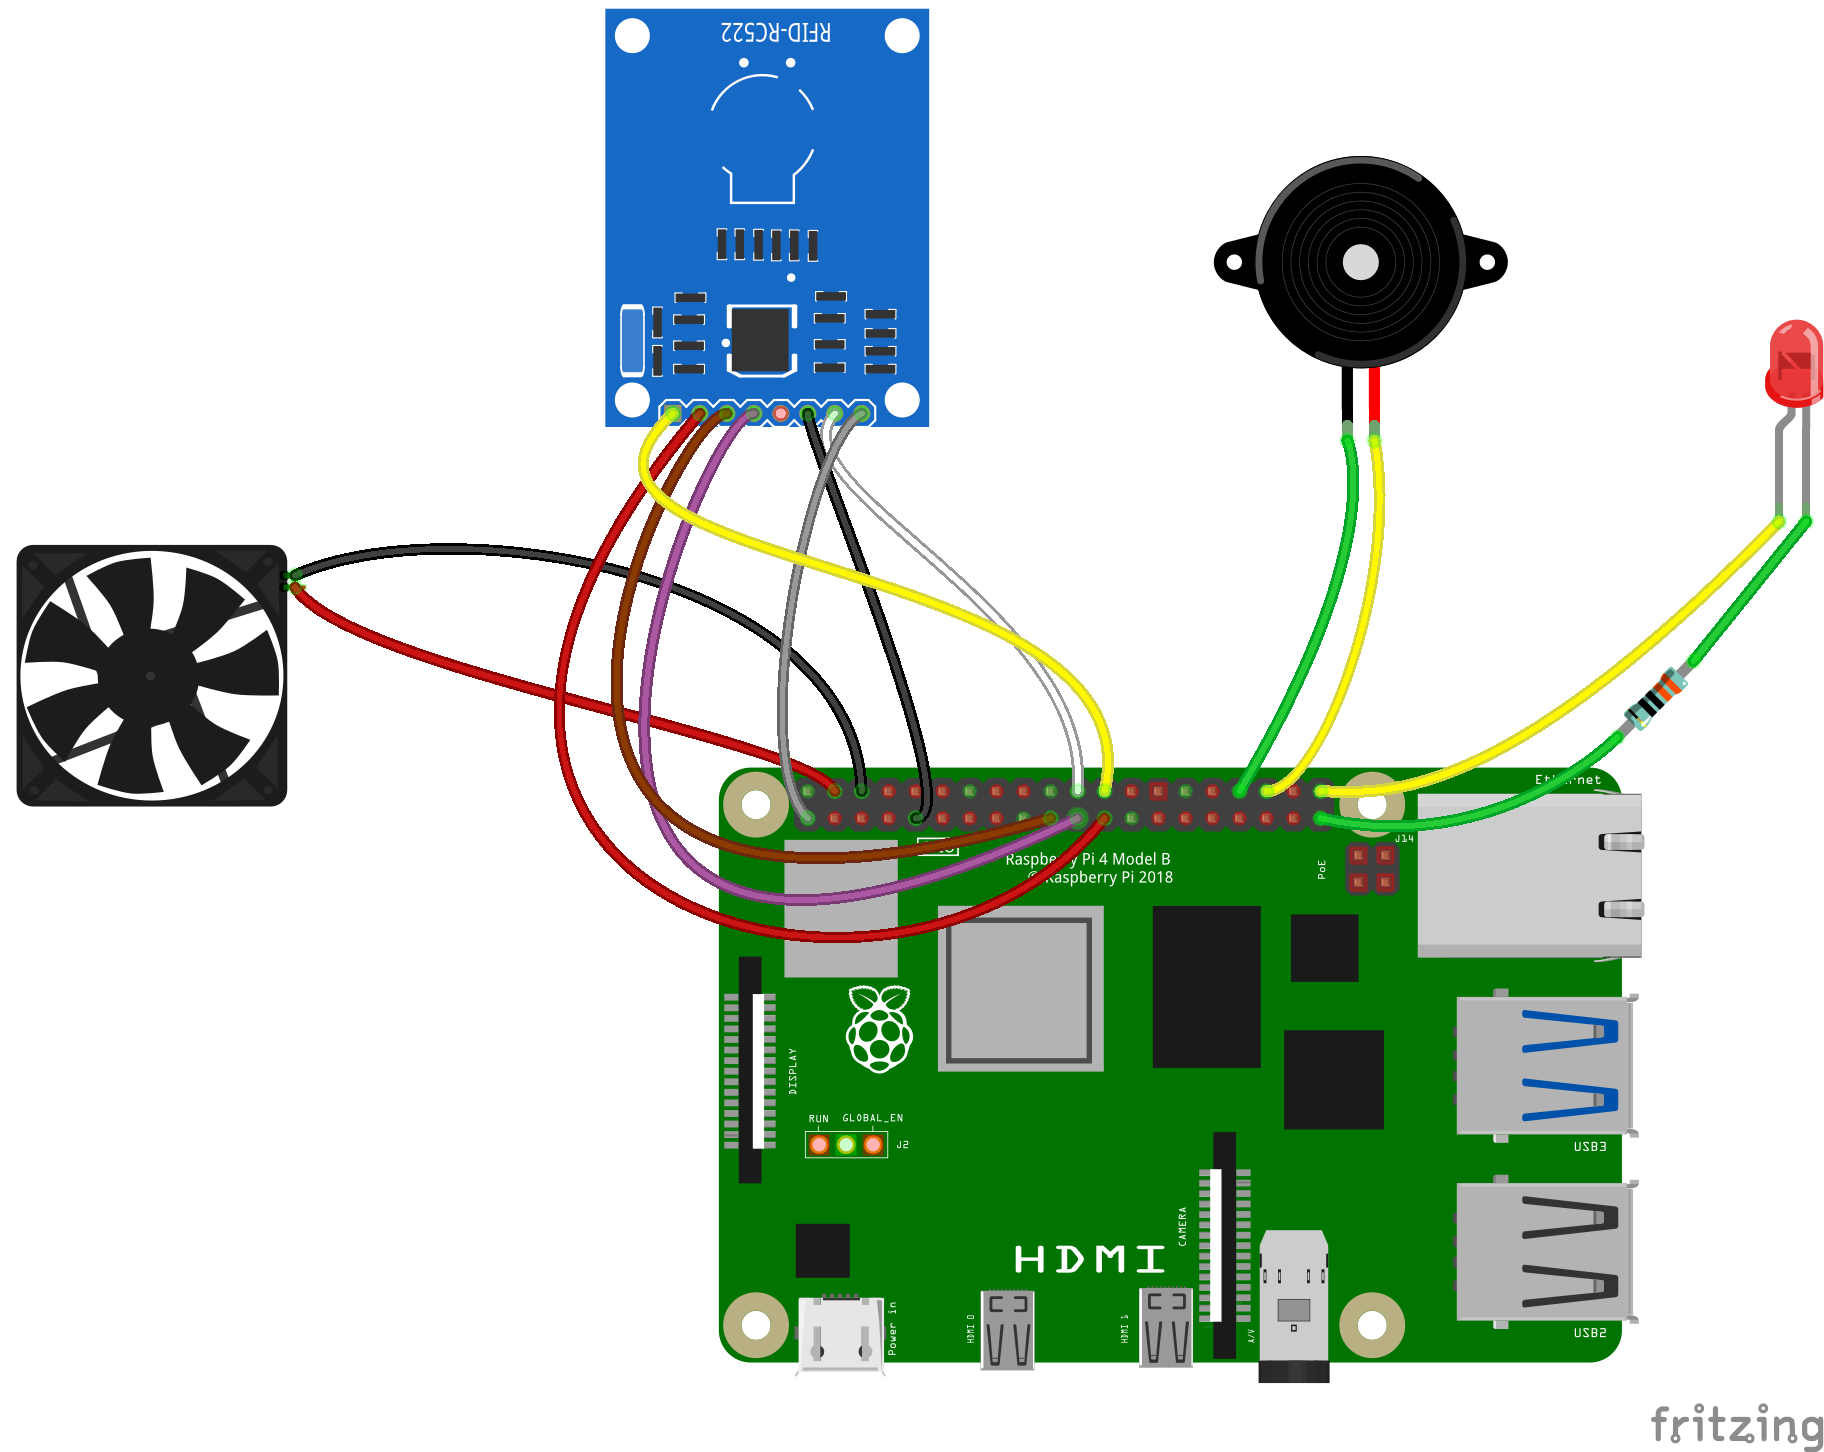 RFID-RC522
Ethernet
J14
PoE
Raspberry Pi 4 Model B
© Raspberry Pi 2018
DISPLAY
RUN
GLOBAL_EN
J2
USB3
CAMERA
HDMI
USB2
Power in
HDMI 0
HDMI 1
A/V
fritzing